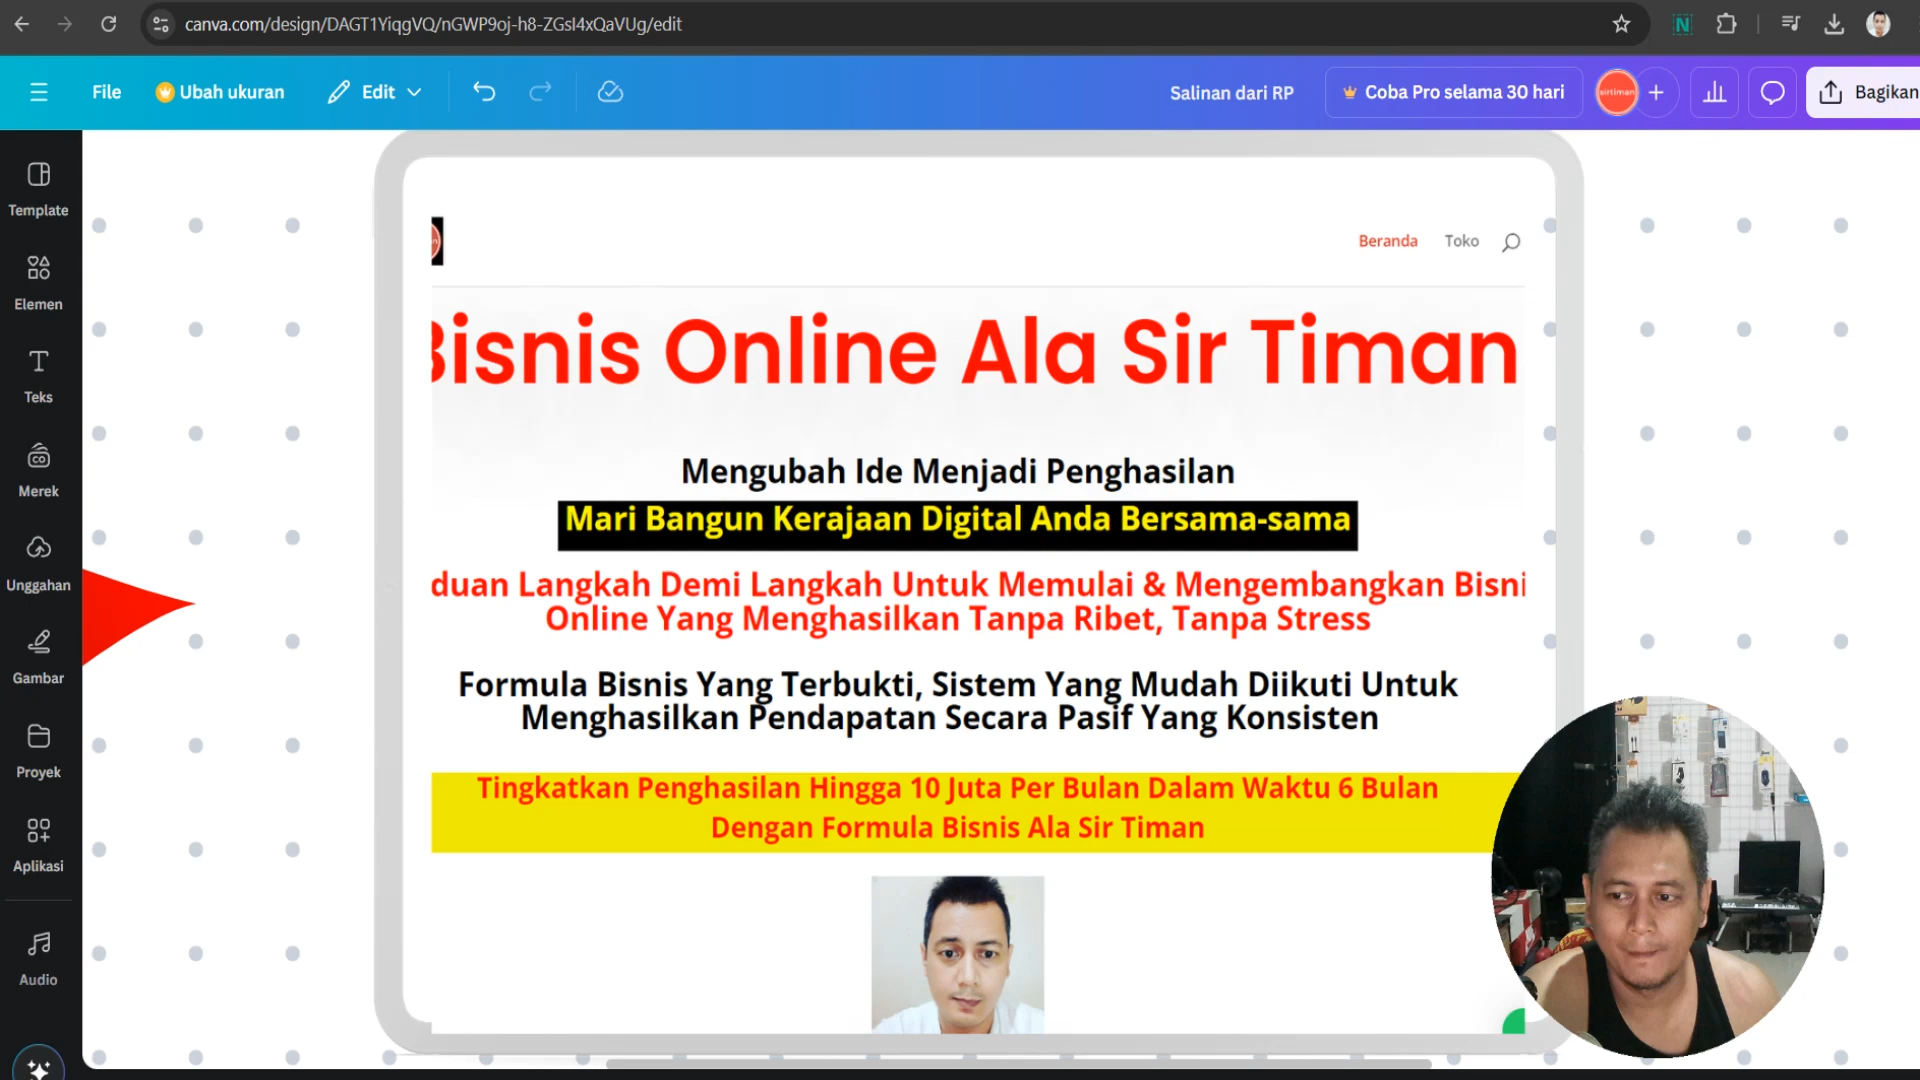 canva.com/design/DAGT1YiqgVQ/nGWP9oj-h8-ZGsl4xQaVUg/edit
File
Ubah ukuran
Edit
Salinan dari RP
Coba Pro selama 30 hari
sirtiman
Bagikan
Template
Elemen
Teks
Merek
Unggahan
Gambar
Proyek
Aplikasi
Audio
Beranda
Toko
Bisnis Online Ala Sir Timan
Mengubah Ide Menjadi Penghasilan
Mari Bangun Kerajaan Digital Anda Bersama-sama
duan Langkah Demi Langkah Untuk Memulai & Mengembangkan Bisni
Online Yang Menghasilkan Tanpa Ribet, Tanpa Stress
Formula Bisnis Yang Terbukti, Sistem Yang Mudah Diikuti Untuk
Menghasilkan Pendapatan Secara Pasif Yang Konsisten
Tingkatkan Penghasilan Hingga 10 Juta Per Bulan Dalam Waktu 6 Bulan
Dengan Formula Bisnis Ala Sir Timan